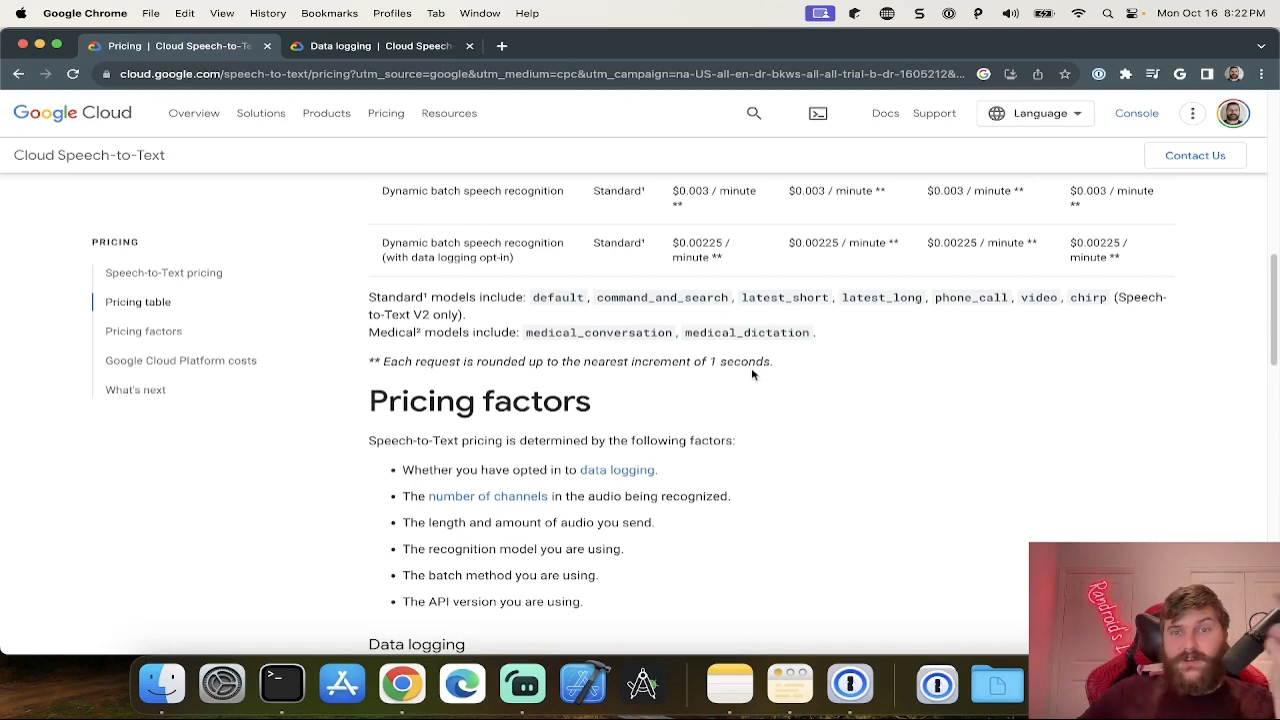 Chrome File Edit View History Bookmarks Profiles Tab Window Help Mon Oct 16 8:22 PM
Pricing | Cloud Speech-to-Te Data logging | Cloud Speech-
cloud.google.com/speech-to-text/pricing?utm_source=google&utm_medium=cpc&utm_campaign=na-US-all-en-dr-bkws-all-all-trial-b-dr-1605212&...
Google Cloud Overview Solutions Products Pricing Resources Docs Support Language Console
Cloud Speech-to-Text Contact Us
Dynamic batch speech recognition Standard¹ $0.003 / minute ** $0.003 / minute ** $0.003 / minute ** $0.003 / minute **
Dynamic batch speech recognition (with data logging opt-in) Standard¹ $0.00225 / minute ** $0.00225 / minute ** $0.00225 / minute ** $0.00225 / minute **
PRICING
Speech-to-Text pricing
Pricing table
Pricing factors
Google Cloud Platform costs
What's next
Standard¹ models include: default, command_and_search, latest_short, latest_long, phone_call, video, chirp (Speech-
to-Text V2 only).
Medical² models include: medical_conversation, medical_dictation.
** Each request is rounded up to the nearest increment of 1 seconds.
Pricing factors
Speech-to-Text pricing is determined by the following factors:
• Whether you have opted in to data logging.
• The number of channels in the audio being recognized.
• The length and amount of audio you send.
• The recognition model you are using.
• The batch method you are using.
• The API version you are using.
Data logging
Randroid's